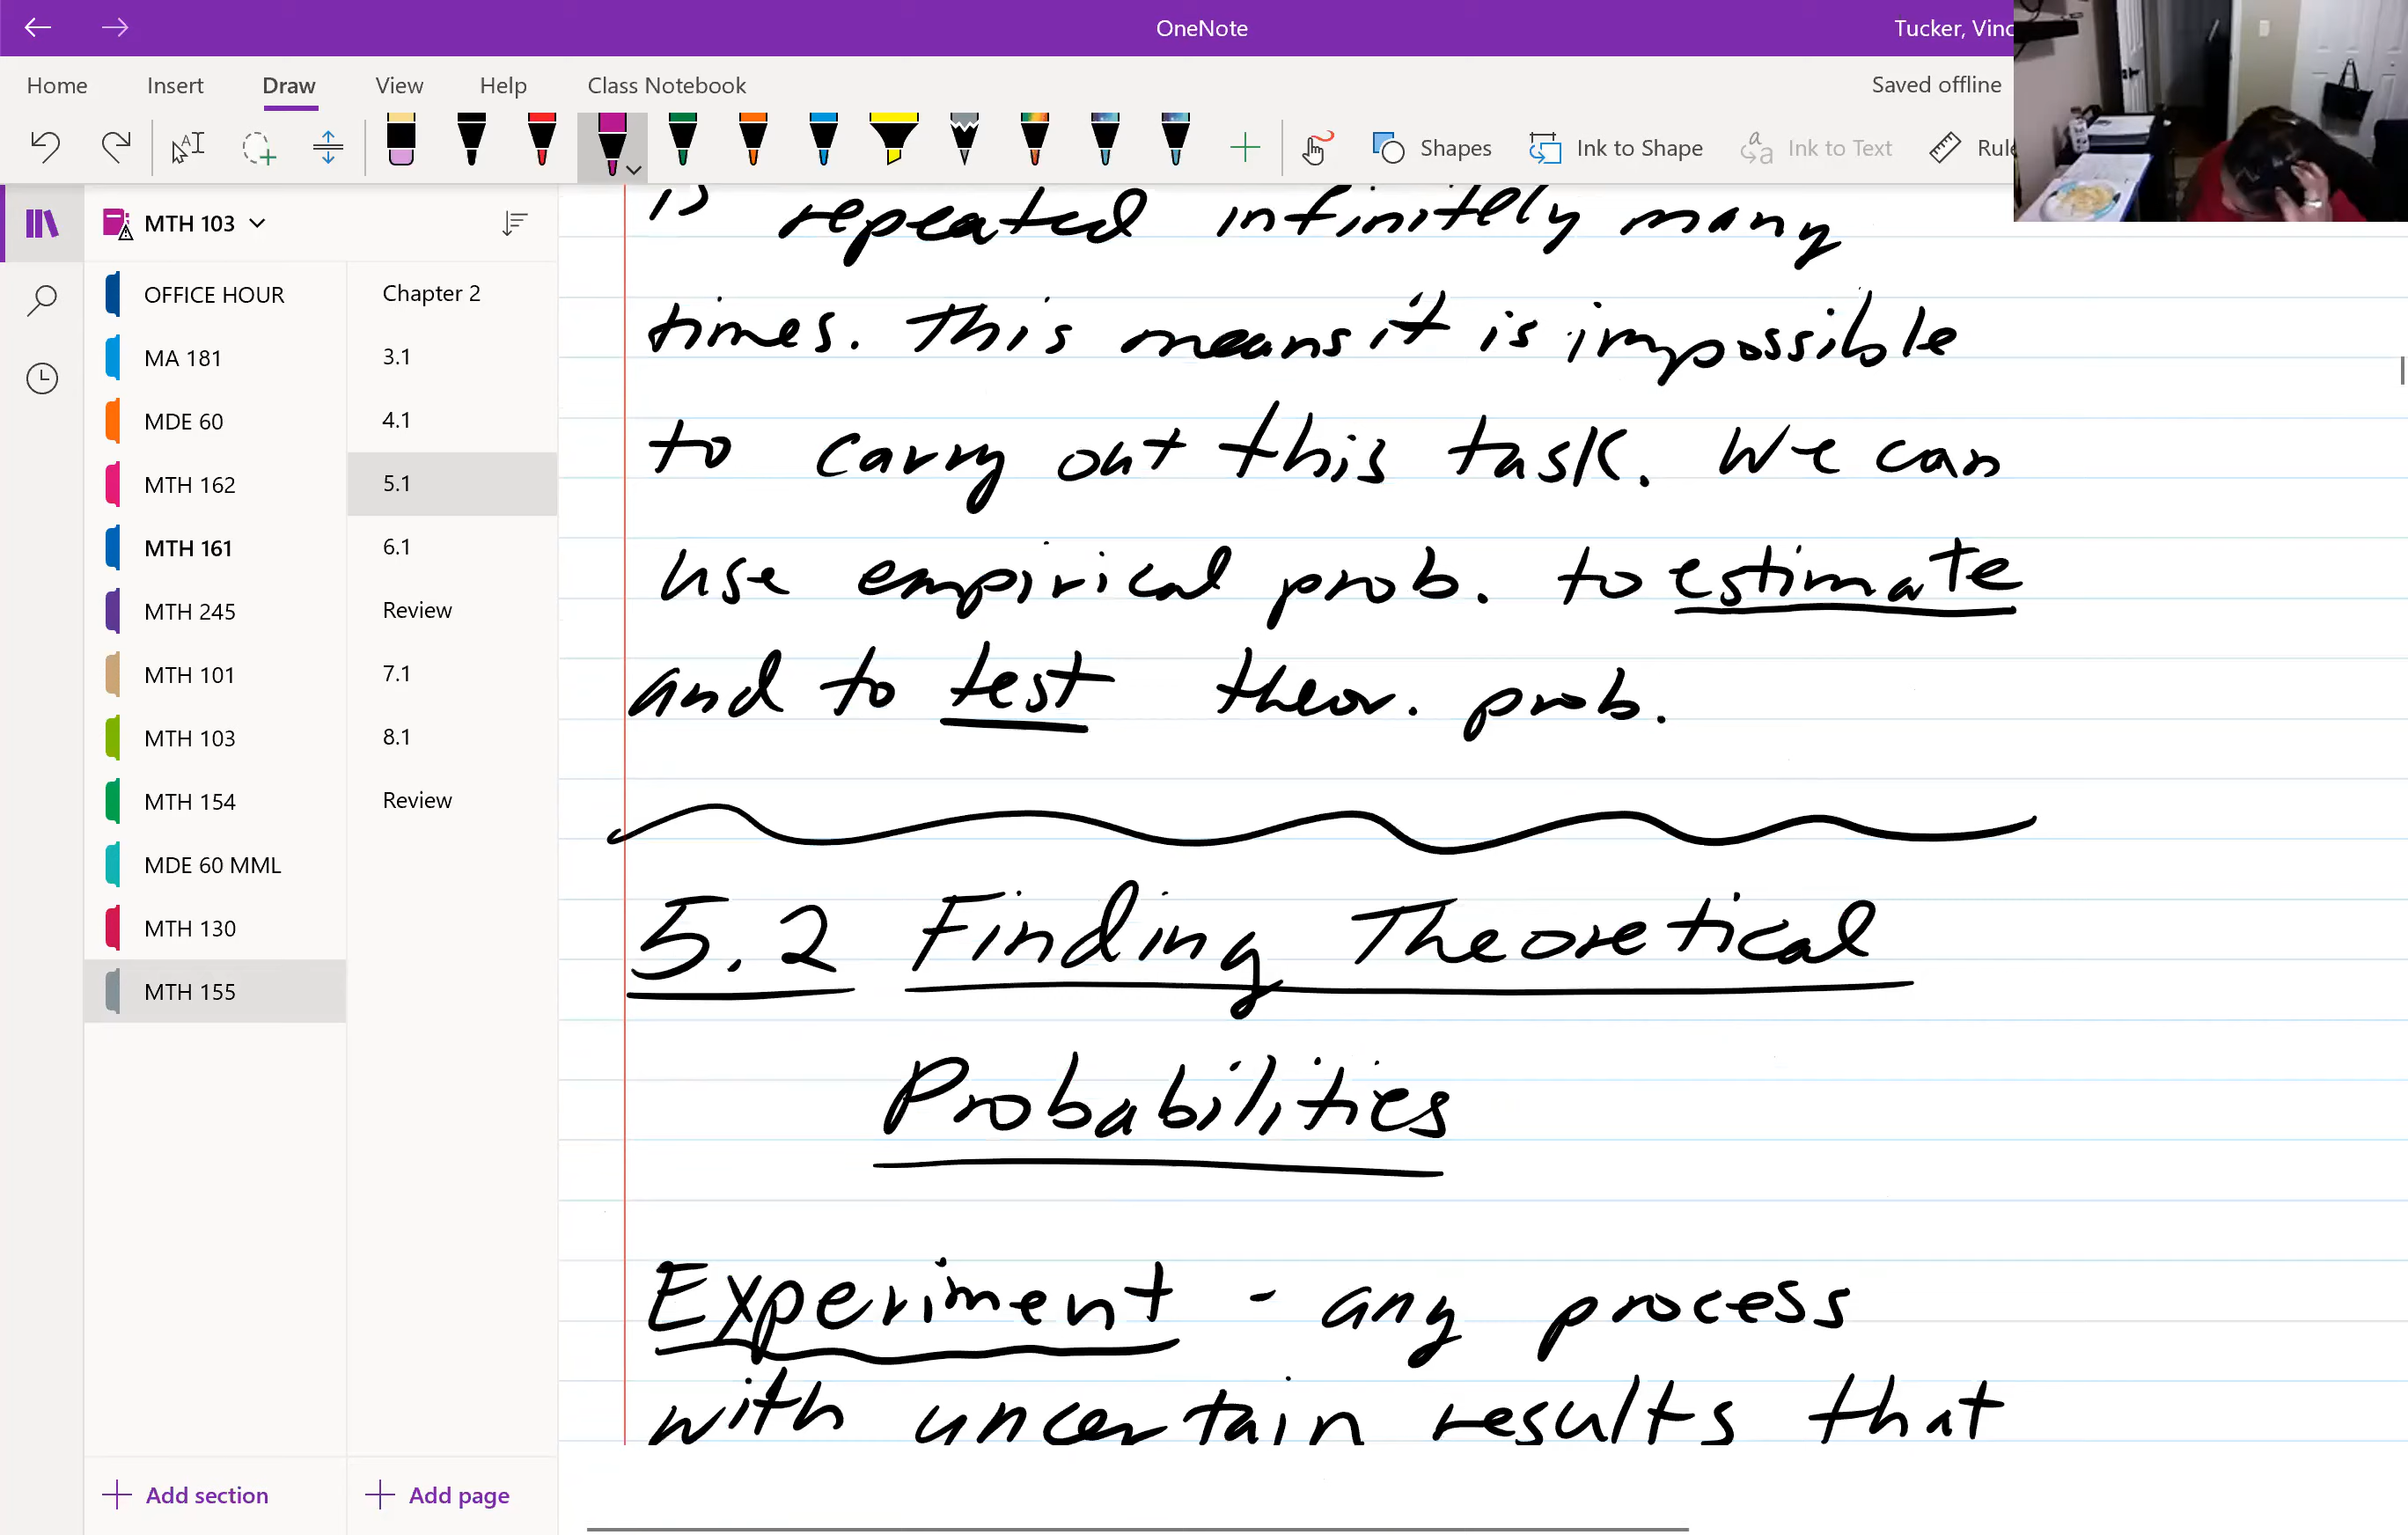 OneNote
Tucker, Vinc
Home Insert Draw View Help Class Notebook
Saved offline
Shapes Ink to Shape Ink to Text Rule
MTH 103
OFFICE HOUR
MA 181
MDE 60
MTH 162
MTH 161
MTH 245
MTH 101
MTH 103
MTH 154
MDE 60 MML
MTH 130
MTH 155
Add section
Chapter 2
3.1
4.1
5.1
6.1
Review
7.1
8.1
Review
Add page
is repeated infinitely many
times. This means it is impossible
to carry out this task. We can
use empirical prob. to estimate
and to test theor. prob.
5.2 Finding Theoretical
Probabilities
Experiment - any process
with uncertain results that